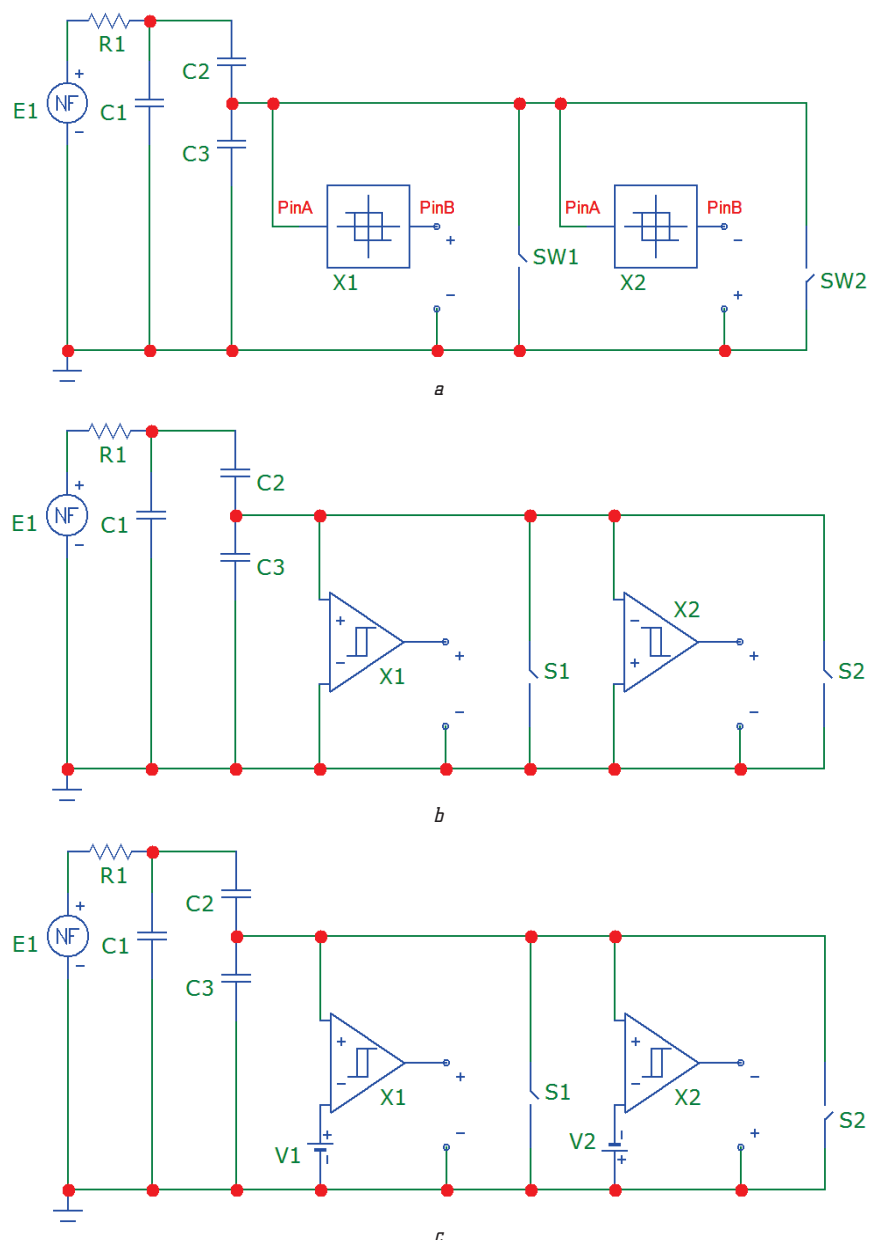 R1
C2
+
E1
NF
C1
−
C3
PinA
PinB
PinA
PinB
+
−
SW1
SW2
−
X1
−
X2
+
a
R1
+
C2
E1
NF
C1
−
C3
X2
+
−
+
−
S1
+
+
S2
X1
−
−
b
R1
C2
+
E1
NF
C1
−
C3
+
+
−
X1
+
S1
−
X2
−
S2
+
V1
−
−
V2
+
+
c